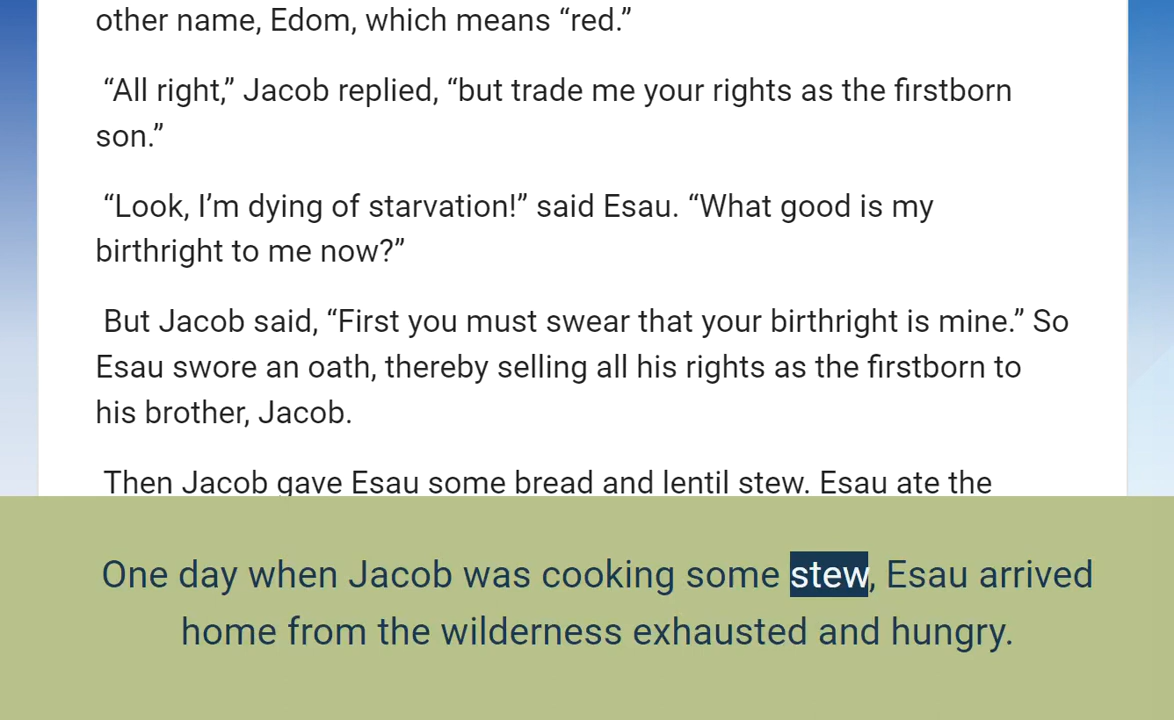 other name, Edom, which means “red.”
“All right,” Jacob replied, “but trade me your rights as the firstborn
son.”
“Look, I’m dying of starvation!” said Esau. “What good is my
birthright to me now?”
But Jacob said, “First you must swear that your birthright is mine.” So
Esau swore an oath, thereby selling all his rights as the firstborn to
his brother, Jacob.
Then Jacob gave Esau some bread and lentil stew. Esau ate the
One day when Jacob was cooking some stew, Esau arrived
home from the wilderness exhausted and hungry.